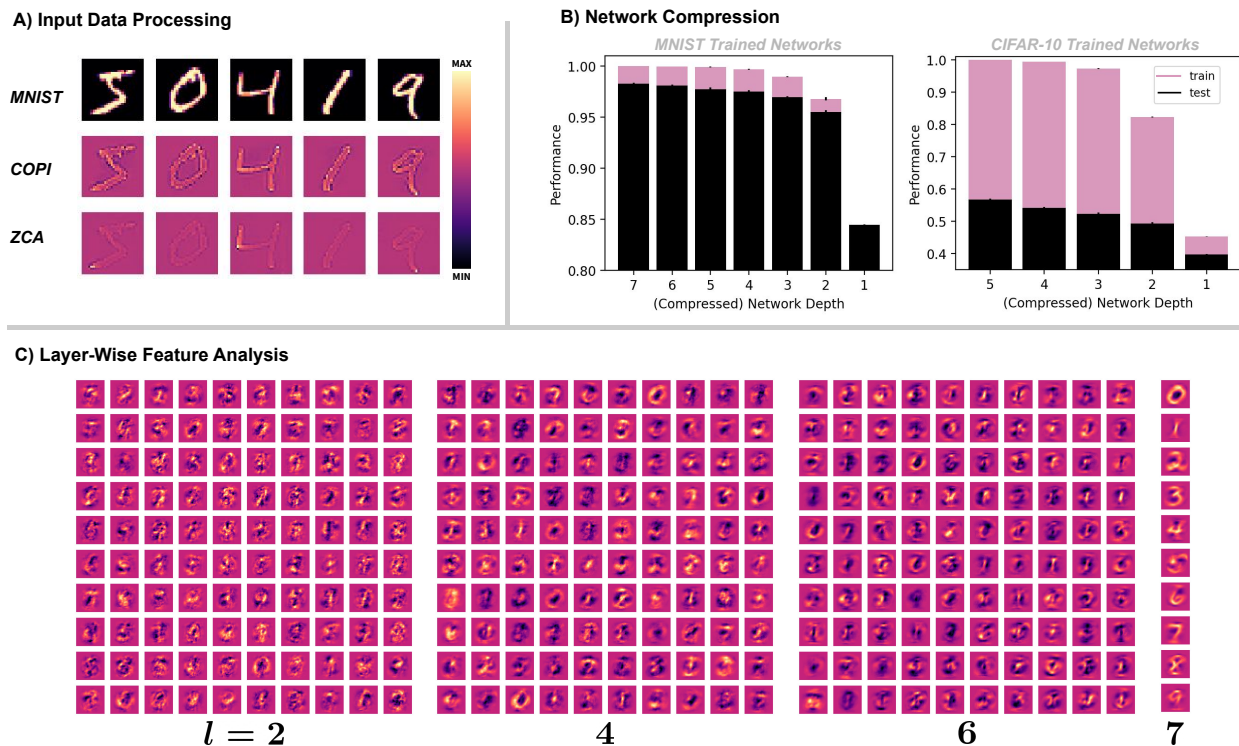 A) Input Data Processing
MNIST
COPI
ZCA
MAX
MIN
B) Network Compression
MNIST Trained Networks
Performance
1.00
0.95
0.90
0.85
0.80
7 6 5 4 3 2 1
(Compressed) Network Depth
CIFAR-10 Trained Networks
Performance
1.0
0.9
0.8
0.7
0.6
0.5
0.4
train
test
5 4 3 2 1
(Compressed) Network Depth
C) Layer-Wise Feature Analysis
l = 2 4 6 7